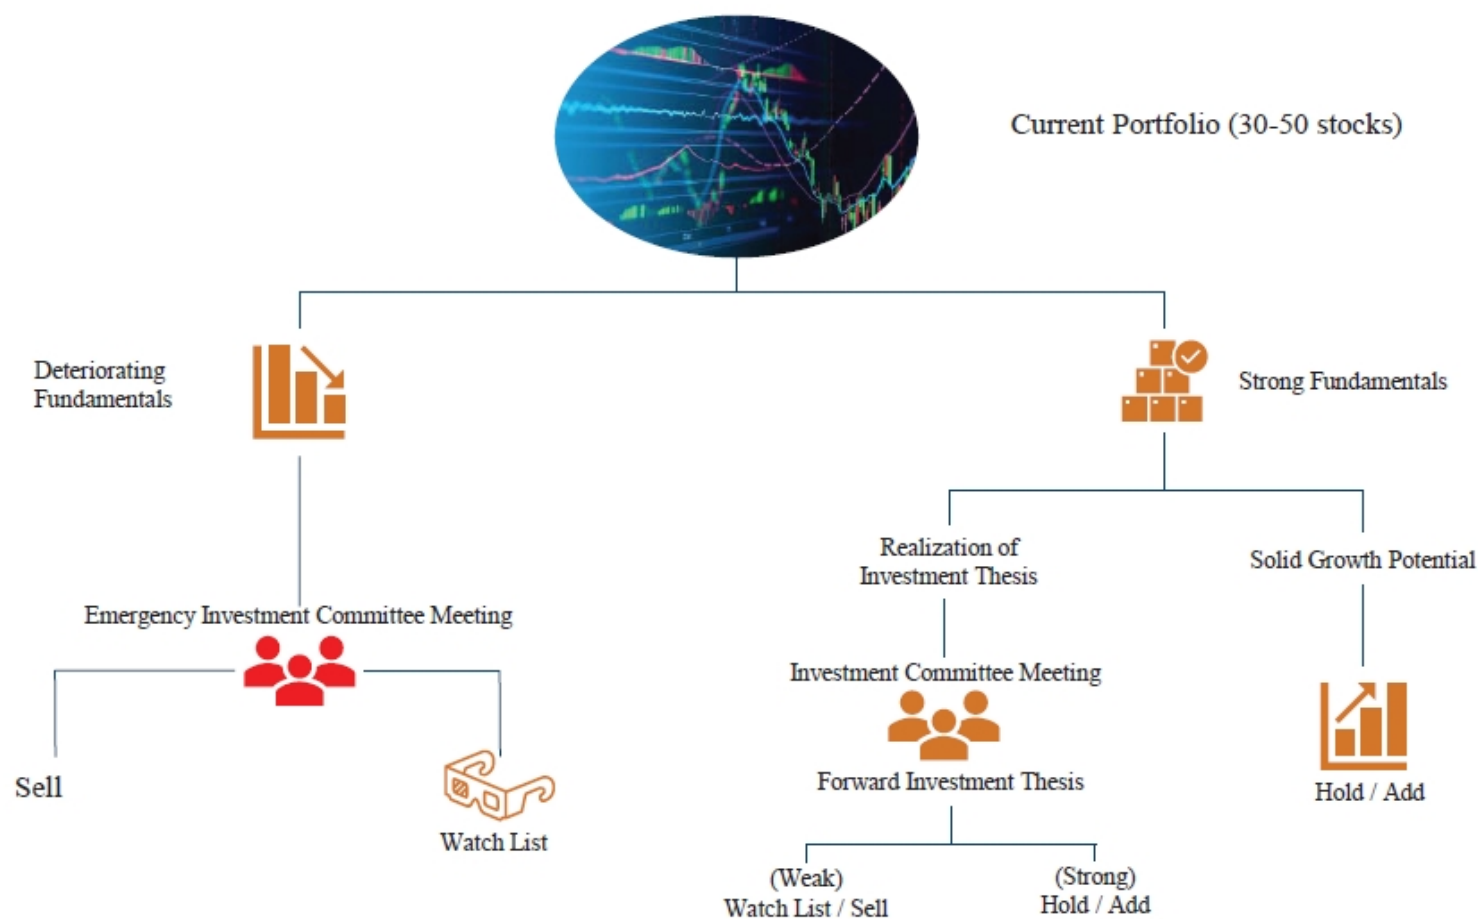 Current Portfolio (30-50 stocks)
Deteriorating
Fundamentals
Strong Fundamentals
Realization of
Investment Thesis
Solid Growth Potential
Emergency Investment Committee Meeting
Investment Committee Meeting
Sell
Watch List
Forward Investment Thesis
Hold / Add
(Weak)
Watch List / Sell
(Strong)
Hold / Add